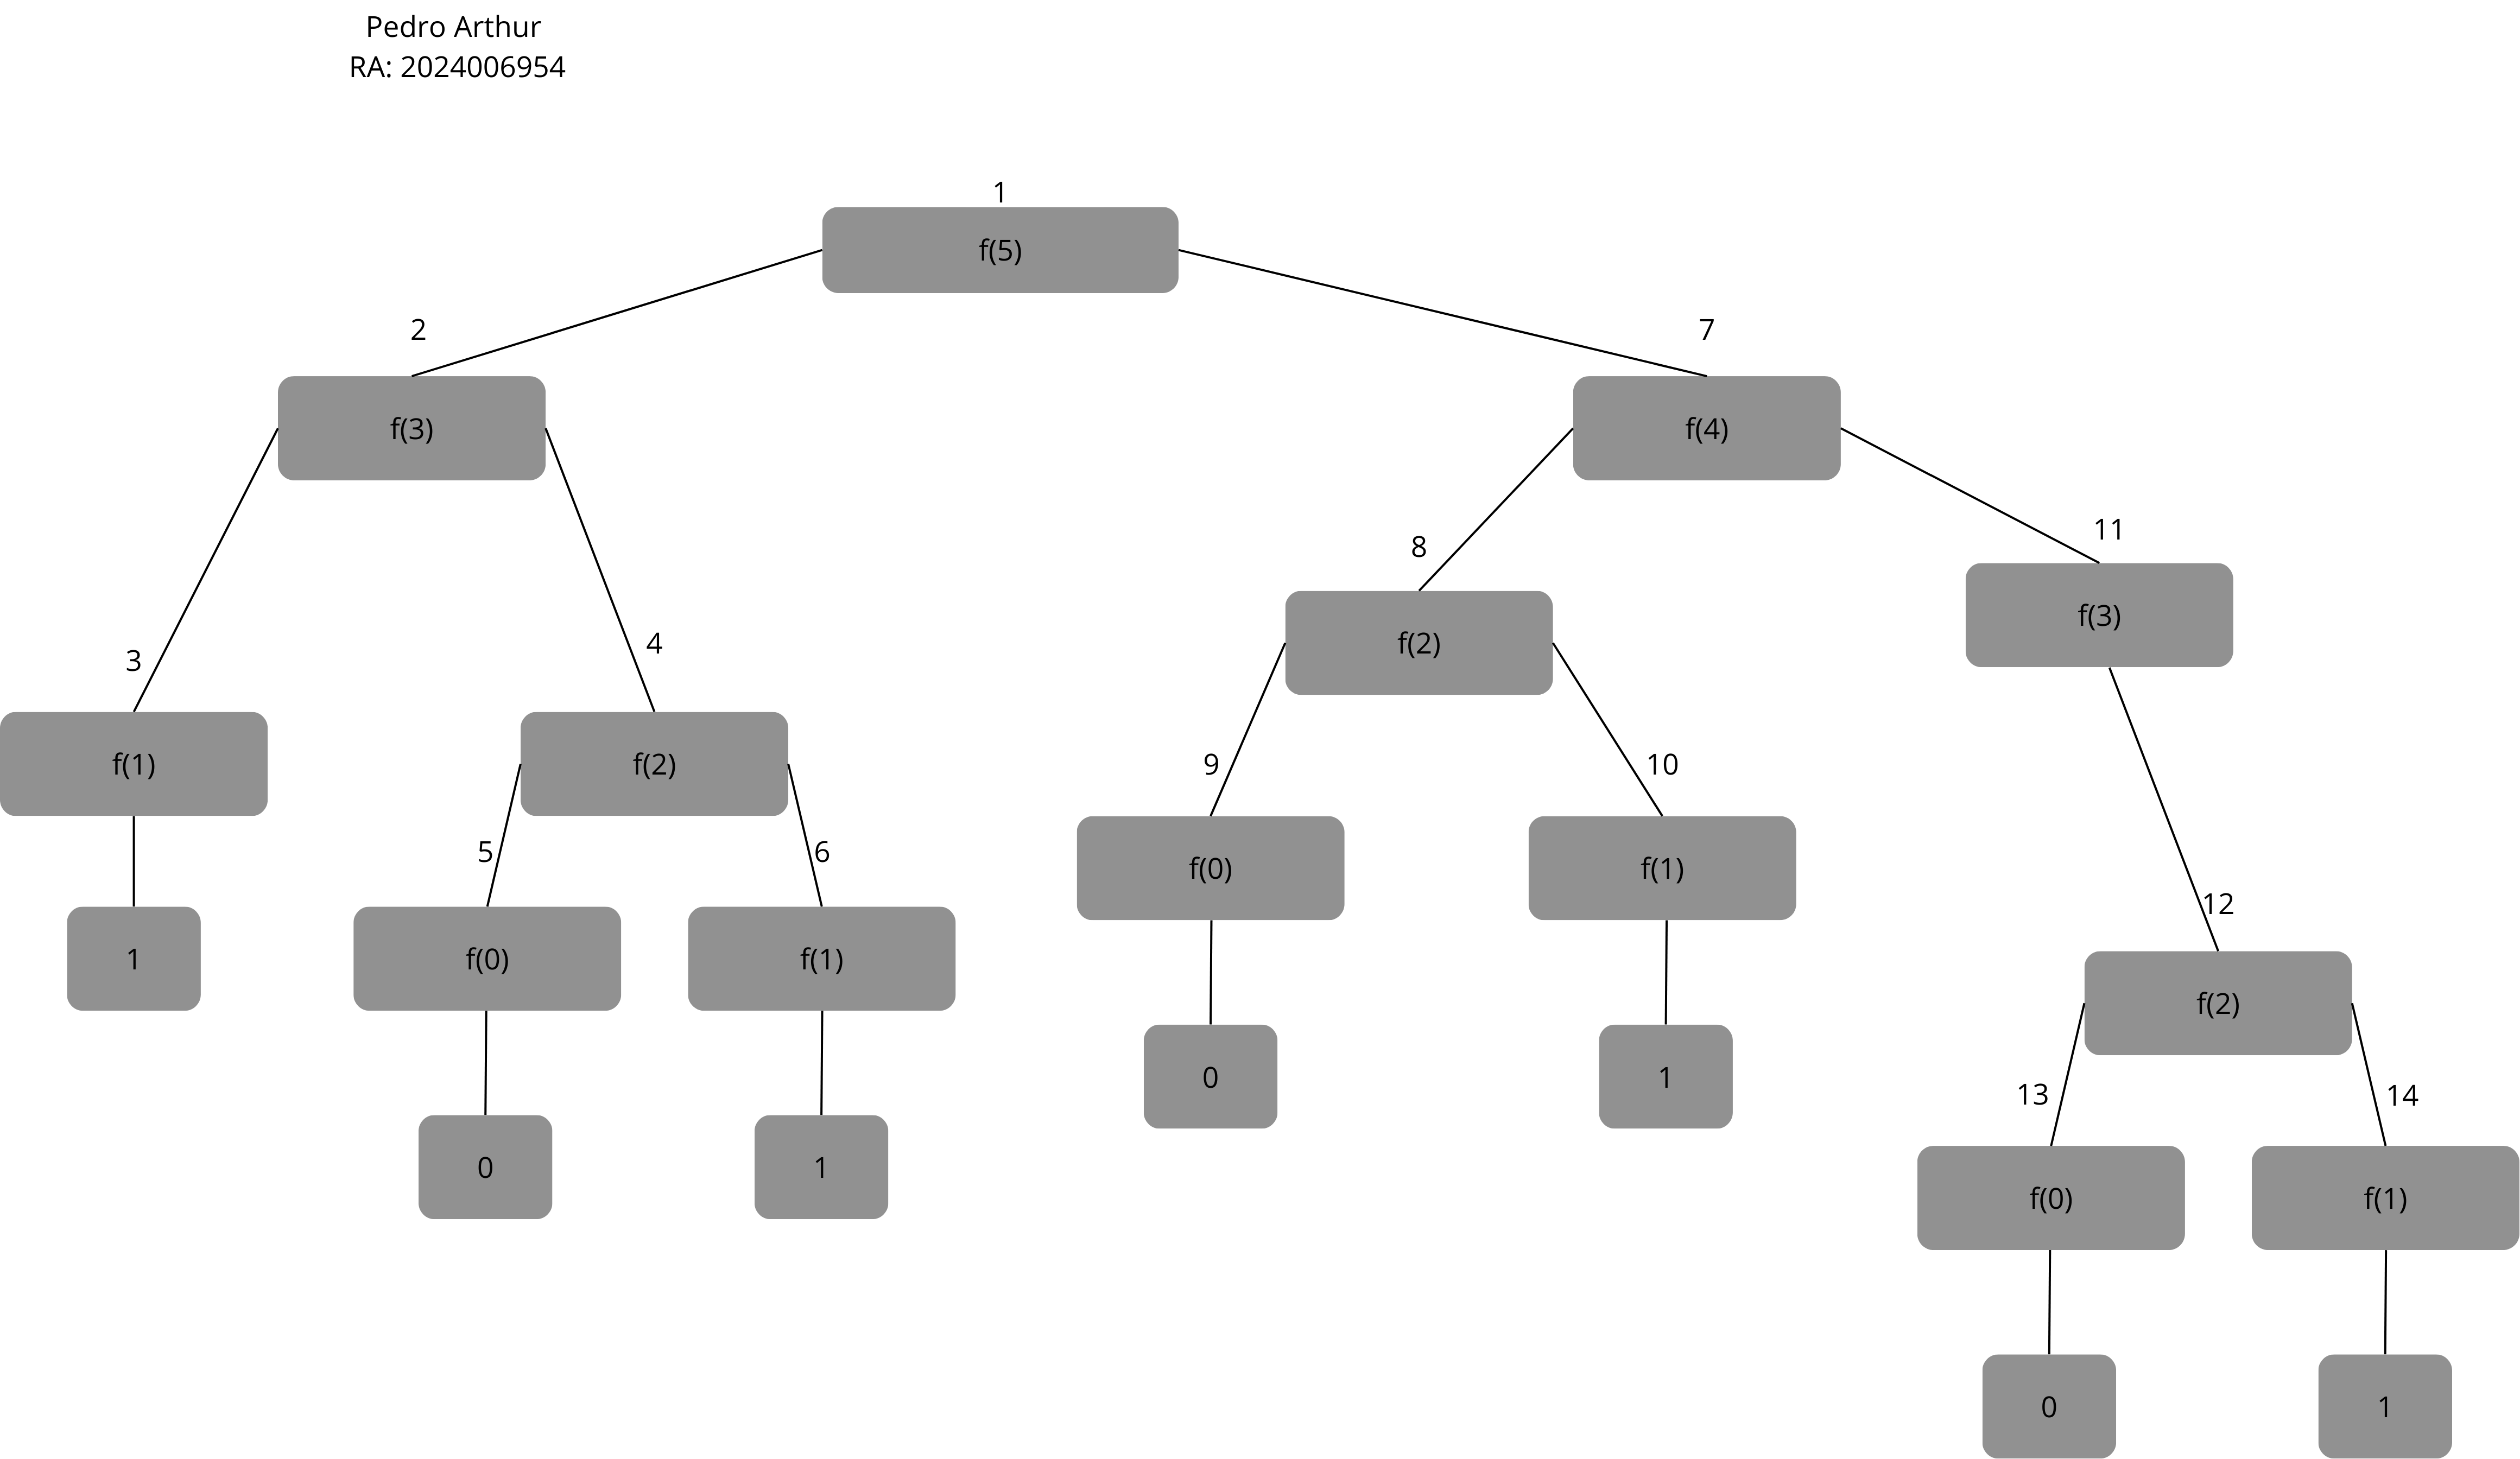 Pedro Arthur
RA: 2024006954
1
f(5)
2
7
f(3)
f(4)
8
11
f(2)
f(3)
3
4
f(1)
f(2)
9
10
5
6
f(0)
f(1)
12
1
f(0)
f(1)
f(2)
0
1
13
14
0
1
f(0)
f(1)
0
1